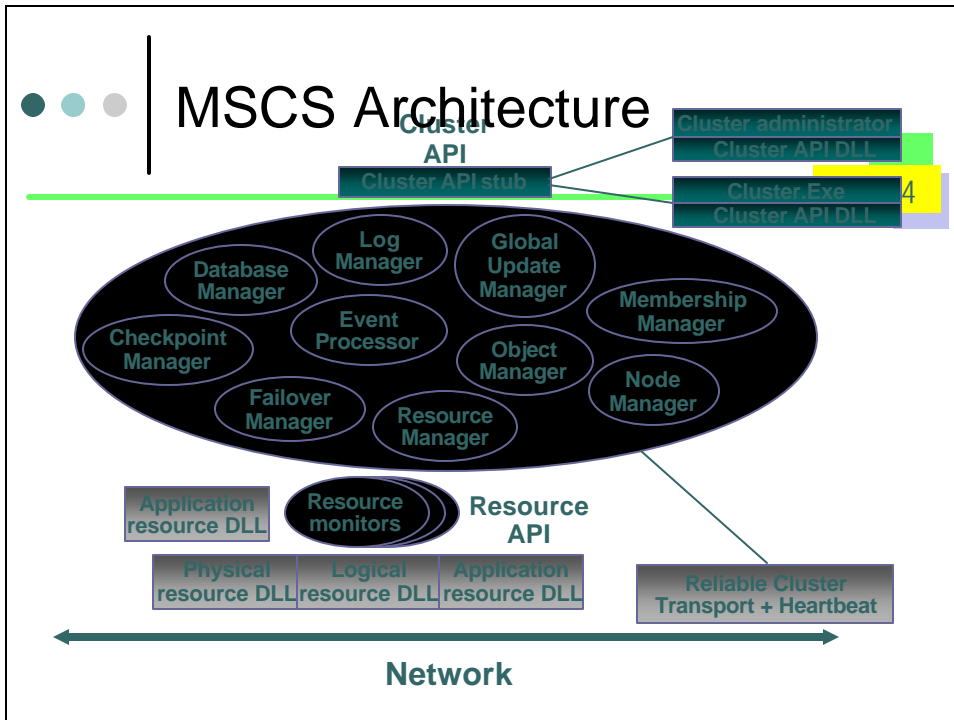 MSCS Architecture
Cluster
API
Cluster API stub
Cluster administrator
Cluster API DLL
Cluster.Exe
Cluster API DLL
4
Log
Manager
Global
Update
Manager
Database
Manager
Membership
Manager
Event
Processor
Checkpoint
Manager
Object
Manager
Node
Manager
Failover
Manager
Resource
Manager
Application
resource DLL
Resource
monitors
Resource
API
Physical
resource DLL
Logical
resource DLL
Application
resource DLL
Reliable Cluster
Transport + Heartbeat
Network